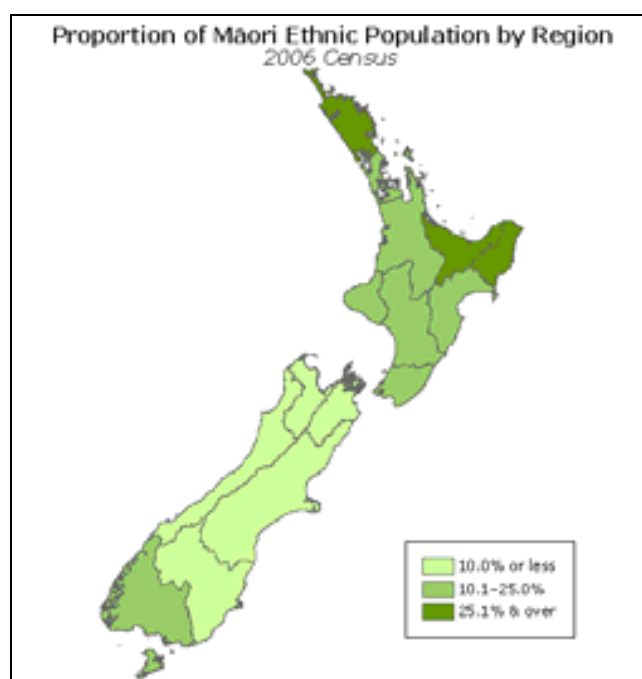 Proportion of Māori Ethnic Population by Region
2006 Census
10.0% or less
10.1-25.0%
25.1% & over